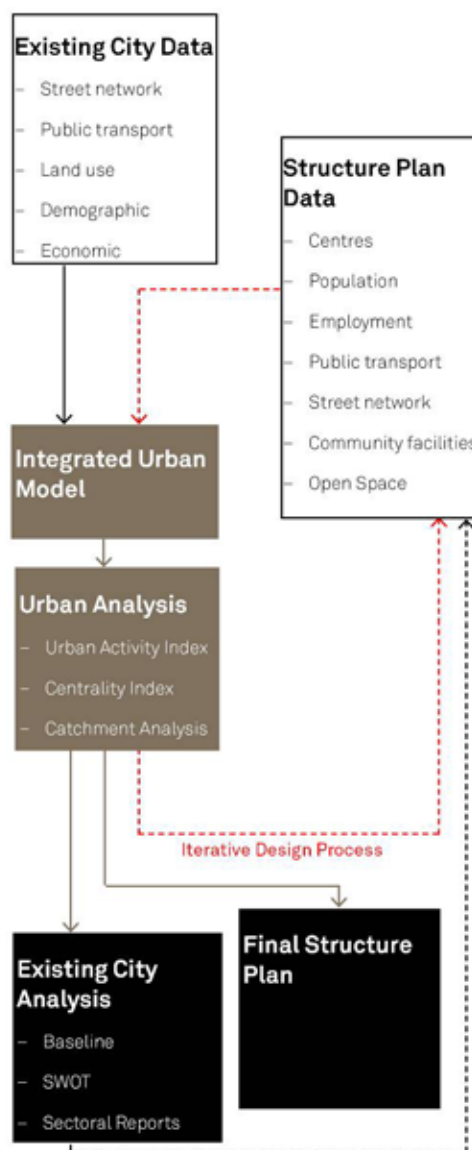 Existing City Data
– Street network
– Public transport
– Land use
– Demographic
– Economic
Structure Plan
Data
– Centres
– Population
– Employment
– Public transport
– Street network
– Community facilities
– Open Space
Integrated Urban
Model
Urban Analysis
– Urban Activity Index
– Centrality Index
– Catchment Analysis
Iterative Design Process
Existing City
Analysis
– Baseline
– SWOT
– Sectoral Reports
Final Structure
Plan